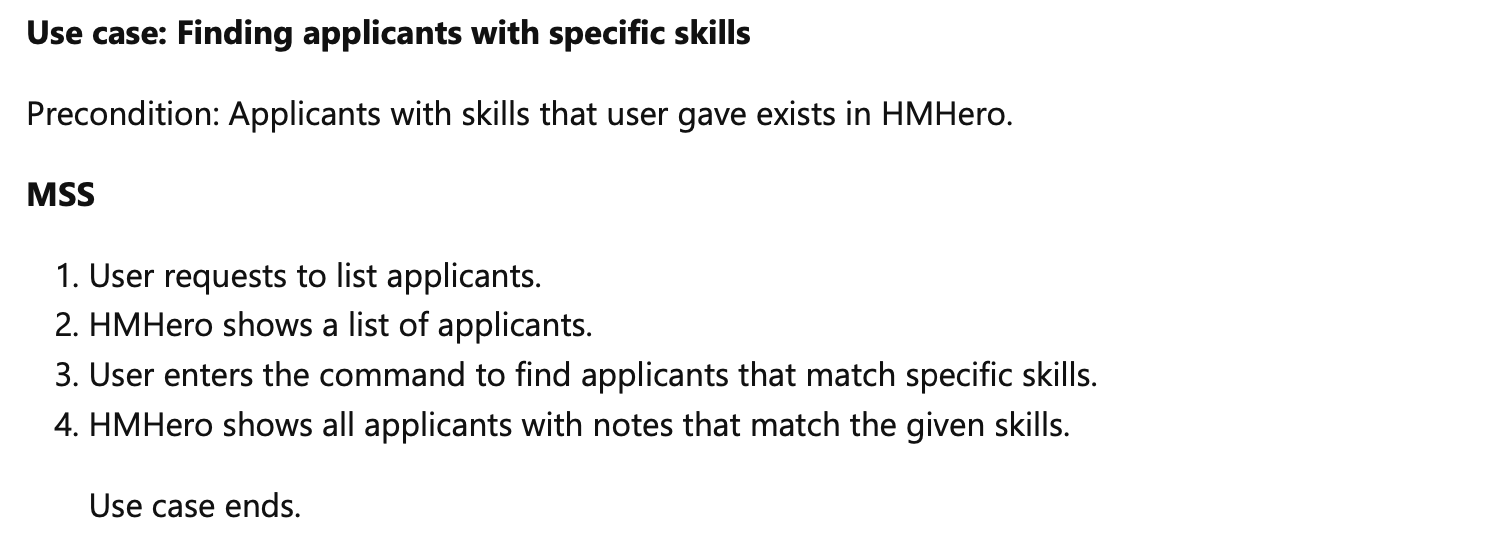 Use case: Finding applicants with specific skills
Precondition: Applicants with skills that user gave exists in HMHero.
MSS
1. User requests to list applicants.
2. HMHero shows a list of applicants.
3. User enters the command to find applicants that match specific skills.
4. HMHero shows all applicants with notes that match the given skills.
Use case ends.